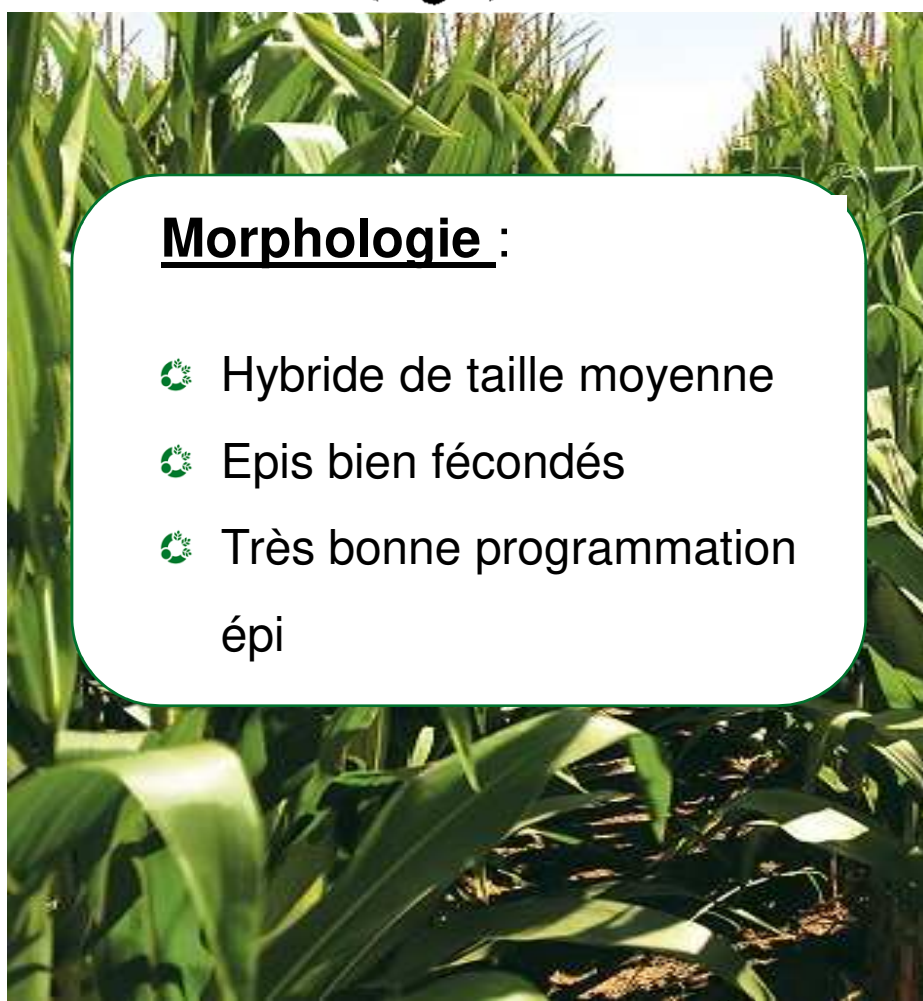 Morphologie :
Hybride de taille moyenne
Epis bien fécondés
Très bonne programmation
épi